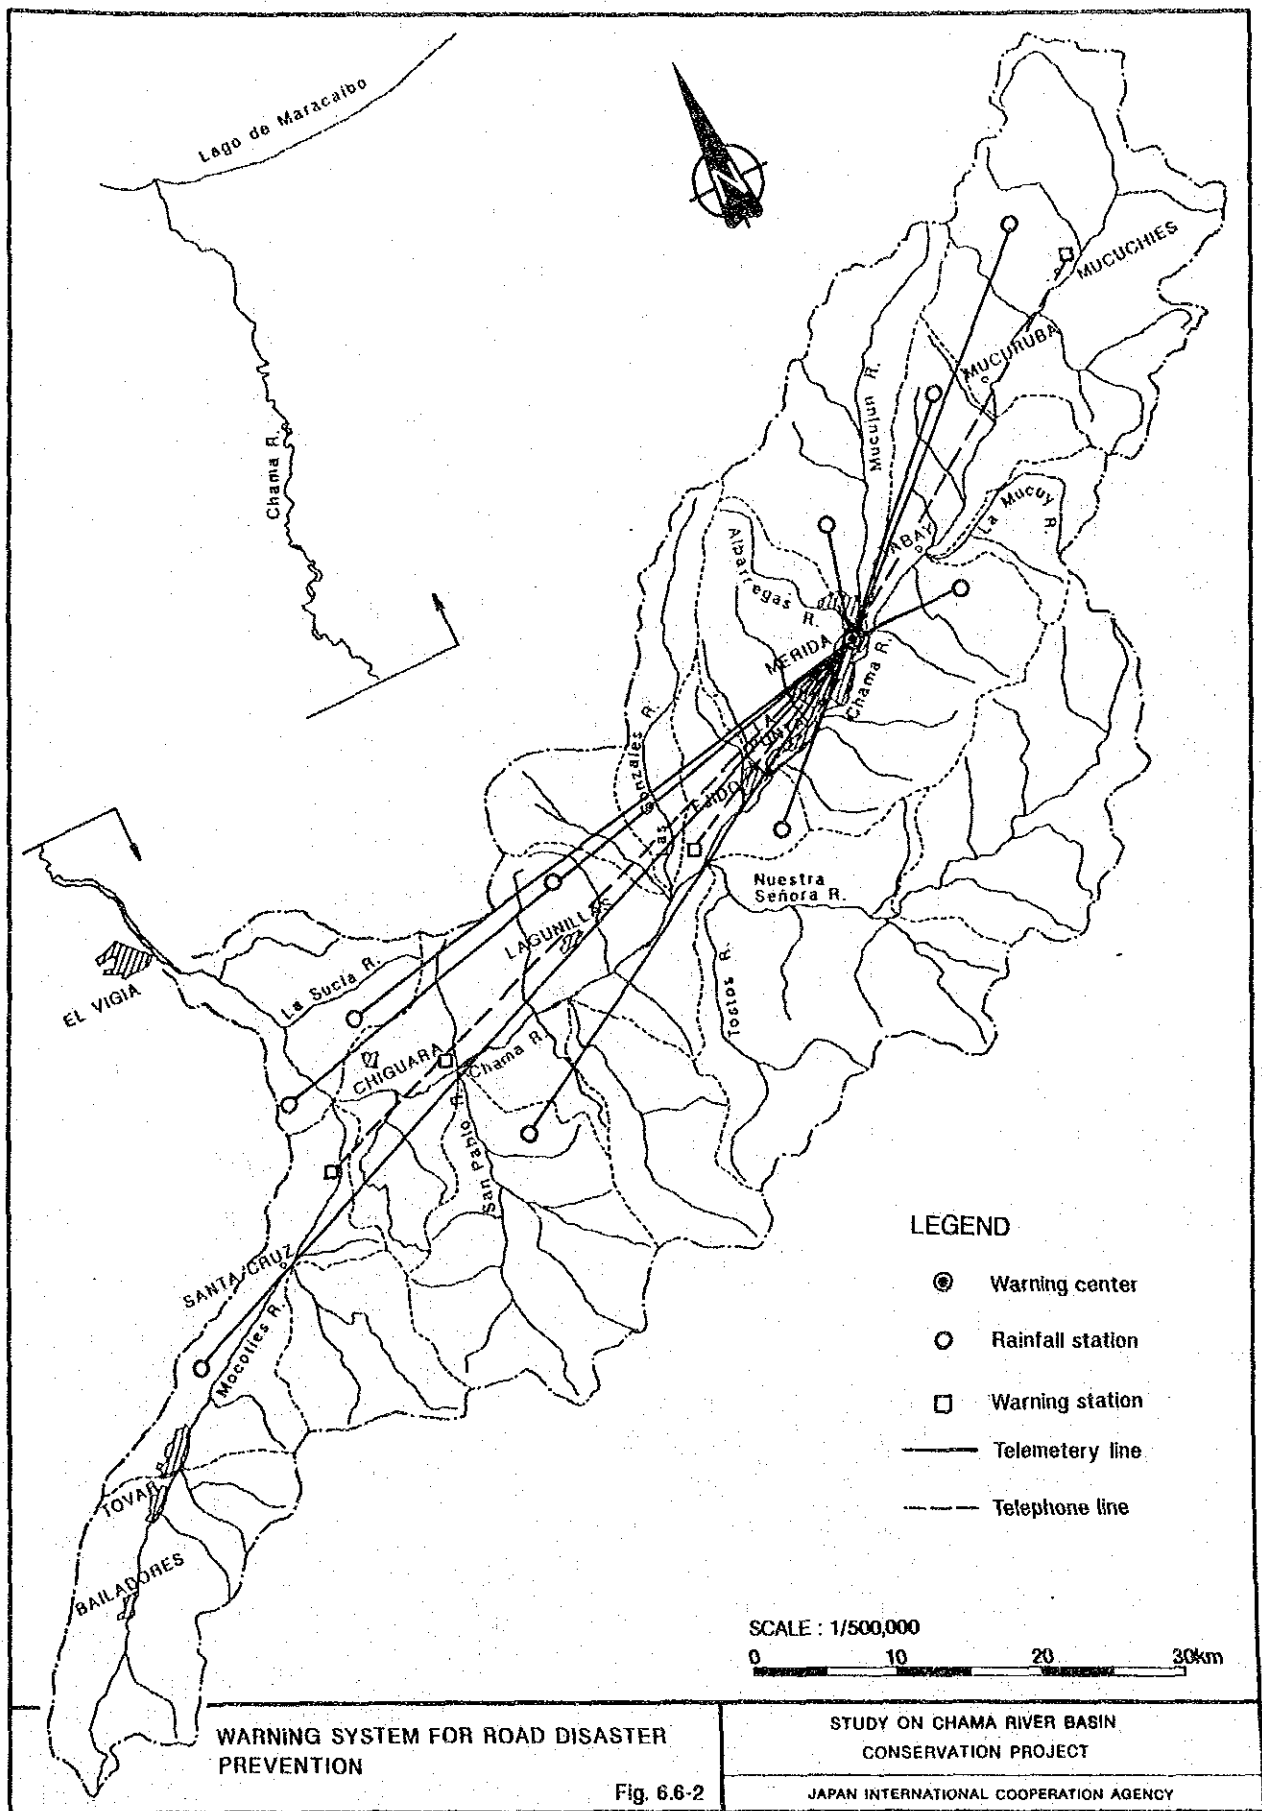 Lago de Maracaibo
N
MUCUCHIES
MUCURUBA
Mucujun R.
Chama R.
La Mucuy R.
TABAY
Albarregas R.
MERIDA
Chama R.
LA PUNTA
Las Gonzales R.
EJIDO
Nuestra
Señora R.
LAGUNILLAS
Tostos R.
La Sucia R.
EL VIGIA
CHIGUARA
Chama R.
San Pablo R.
SANTA CRUZ
Mocoties R.
TOVAR
BAILADORES
LEGEND
Warning center
Rainfall station
Warning station
Telemetery line
Telephone line
SCALE : 1/500,000
0 10 20 30km
WARNING SYSTEM FOR ROAD DISASTER
PREVENTION
Fig. 6.6-2
STUDY ON CHAMA RIVER BASIN
CONSERVATION PROJECT
JAPAN INTERNATIONAL COOPERATION AGENCY